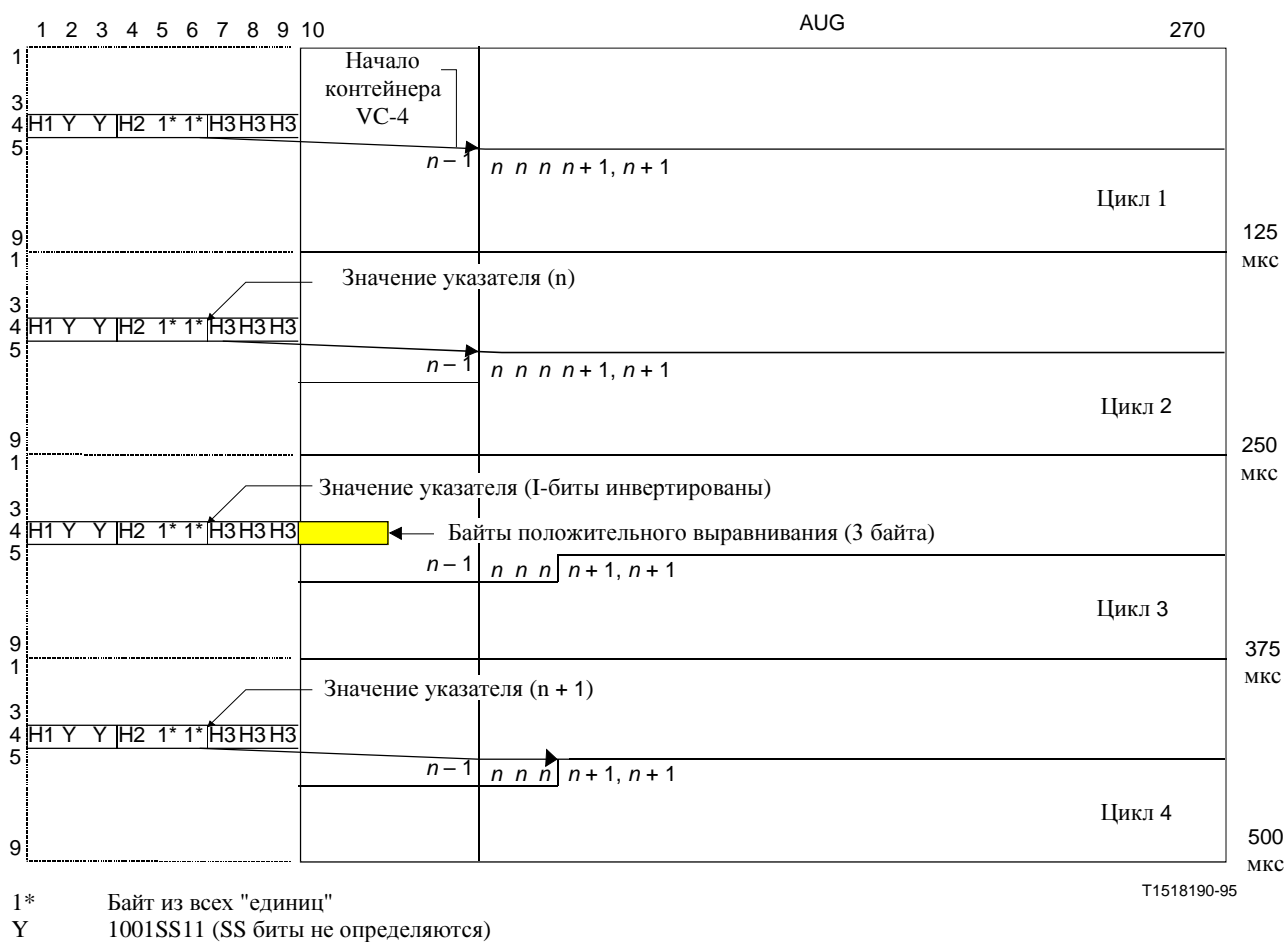 AUG
1 2 3 4 5 6 7 8 9 10 270
1
Начало
контейнера
VC-4
3
4 H1 Y Y H2 1* 1* H3 H3 H3
5
n – 1 n n n n + 1, n + 1
Цикл 1
9
125
мкс
1
Значение указателя (n)
3
4 H1 Y Y H2 1* 1* H3 H3 H3
5
n – 1 n n n n + 1, n + 1
Цикл 2
9
250
мкс
1
Значение указателя (I-биты инвертированы)
3
4 H1 Y Y H2 1* 1* H3 H3 H3
Байты положительного выравнивания (3 байта)
5
n – 1 n n n n + 1, n + 1
Цикл 3
9
375
мкс
1
Значение указателя (n + 1)
3
4 H1 Y Y H2 1* 1* H3 H3 H3
5
n – 1 n n n n + 1, n + 1
Цикл 4
9
500
мкс
T1518190-95
1* Байт из всех "единиц"
Y 1001SS11 (SS биты не определяются)